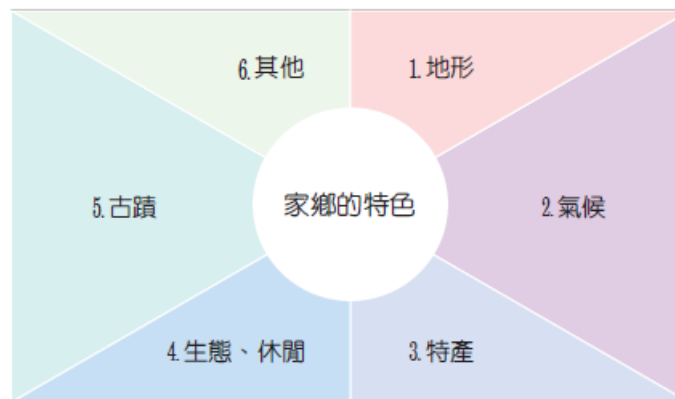 家鄉的特色
1.地形
2.氣候
3.特產
4.生態、休閒
5.古蹟
6.其他